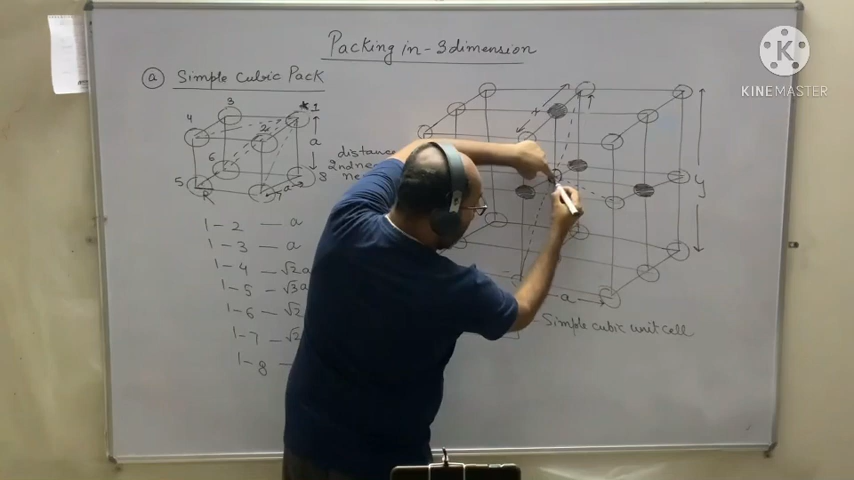 Packing in - 3 dimension
ⓐ Simple Cubic Pack
4
3
1
2
a
6
5
R
7
a
8
distance
2nd
1 - 2 — a
1 - 3 — a
1 - 4 — √2a
1 - 5 — √3a
1 - 6 — √2
1 - 7 — √2
1 - 8 —
y
a
Simple cubic unit cell
K
KINEMASTER